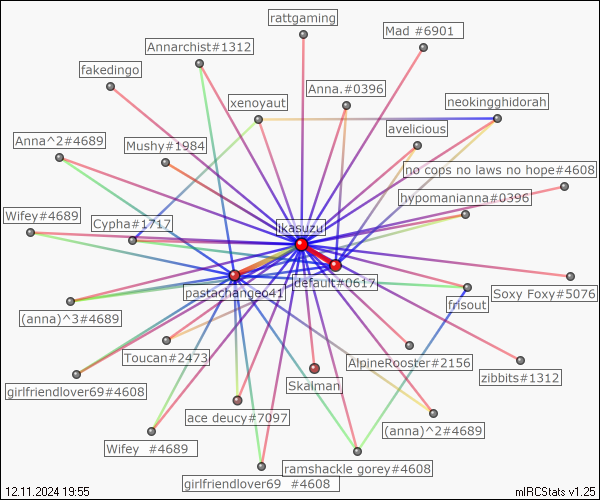 rattgaming
Mad #6901
Annarchist#1312
fakedingo
Anna.#0396
xenoyaut
neokingghidorah
avelicious
Anna^2#4689
Mushy#1984
no cops no laws no hope#4608
hypomanianna#0396
Wifey#4689
Cypha#1717
ikasuzu
default#0617
pastachangeo41
Soxy Foxy#5076
frisout
(anna)^3#4689
Toucan#2473
AlpineRooster#2156
zibbits#1312
Skalman
girlfriendlover69#4608
ace deucy#7097
(anna)^2#4689
Wifey  #4689
ramshackle gorey#4608
girlfriendlover69  #4608
12.11.2024 19:55
mIRCStats v1.25